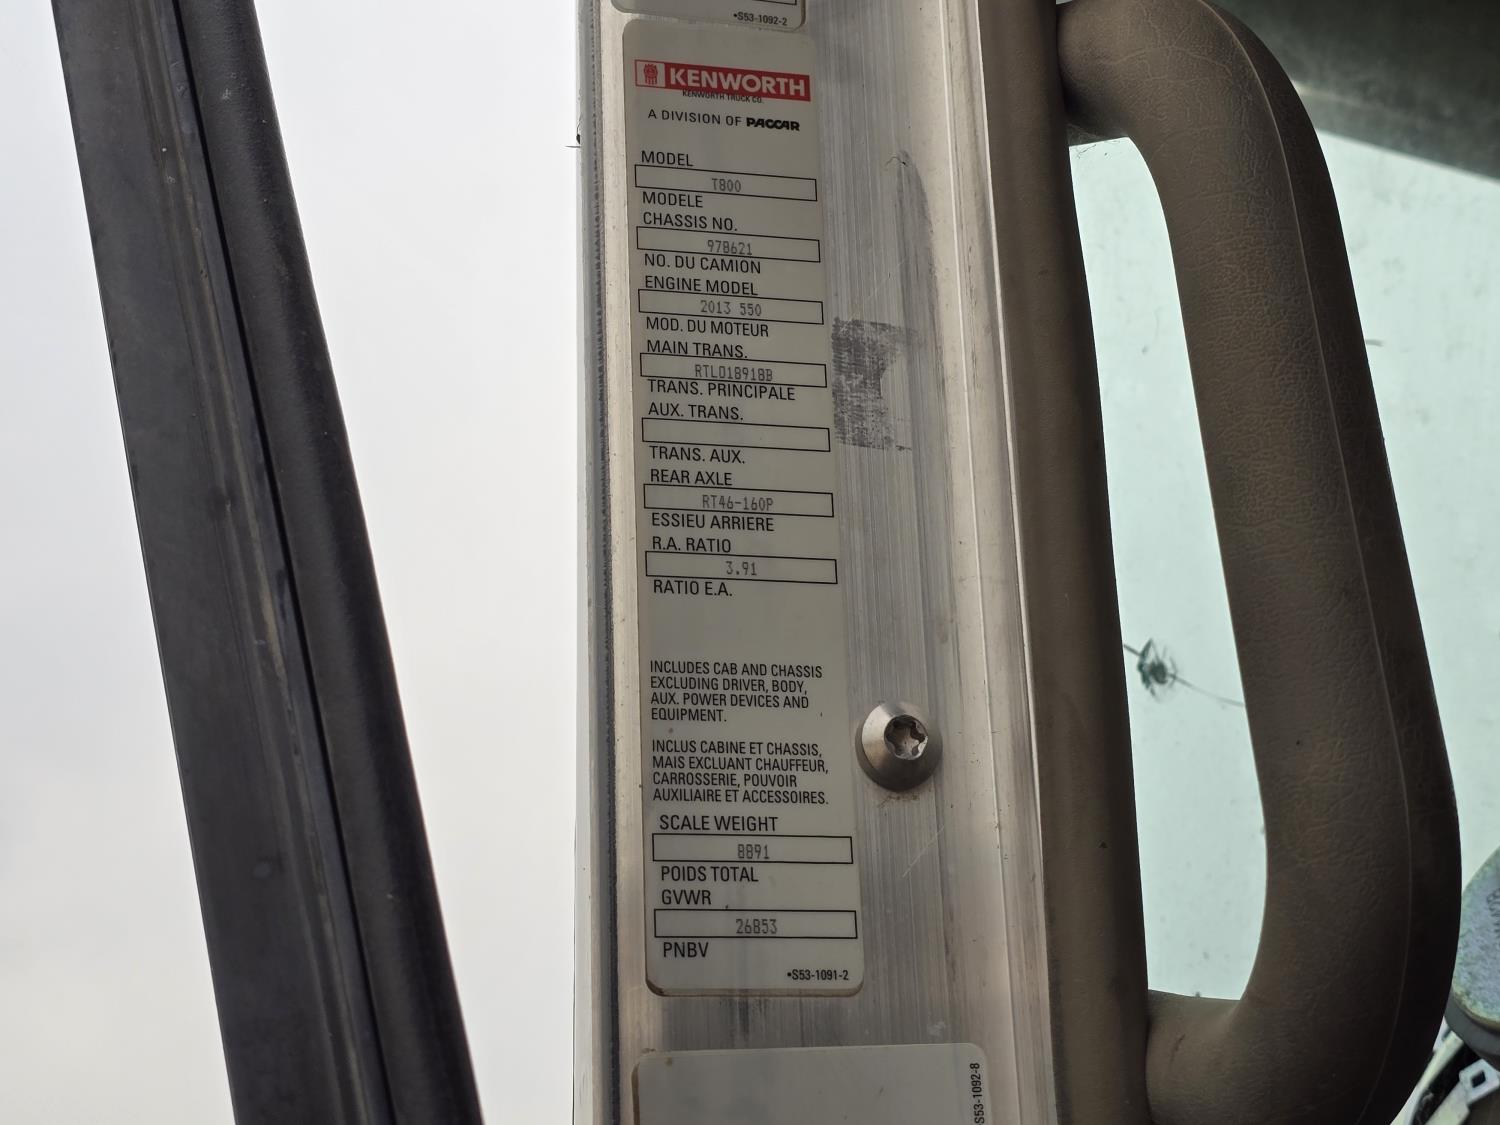 •S53-1092-2
KENWORTH
KENWORTH TRUCK CO.
A DIVISION OF PACCAR
MODEL
T800
MODELE
CHASSIS NO.
978621
NO. DU CAMION
ENGINE MODEL
2013 550
MOD. DU MOTEUR
MAIN TRANS.
RTLO18918B
TRANS. PRINCIPALE
AUX. TRANS.
TRANS. AUX.
REAR AXLE
RT46-160P
ESSIEU ARRIERE
R.A. RATIO
3.91
RATIO E.A.
INCLUDES CAB AND CHASSIS
EXCLUDING DRIVER, BODY,
AUX. POWER DEVICES AND
EQUIPMENT.
INCLUS CABINE ET CHASSIS,
MAIS EXCLUANT CHAUFFEUR,
CARROSSERIE, POUVOIR
AUXILIAIRE ET ACCESSOIRES.
SCALE WEIGHT
8891
POIDS TOTAL
GVWR
26853
PNBV
•S53-1091-2
S53-1092-8